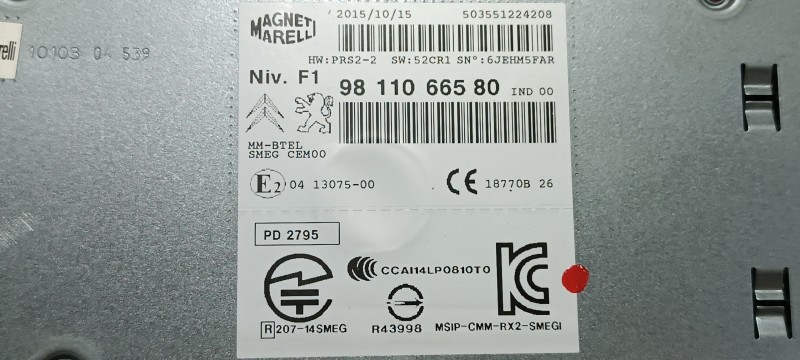 elli
10103 04 539
MAGNETI
MARELLI
2015/10/15 503551224208
HW:PRS2-2 SW:52CR1 SN°:6JEHM5FAR
Niv. F1
98 110 665 80 IND 00
MM-BTEL
SMEG CEM00
E2 04 13075-00
CE 18770B 26
PD 2795
CCAI14LP0810T0
R 207-14SMEG
R43998
MSIP-CMM-RX2-SMEGI